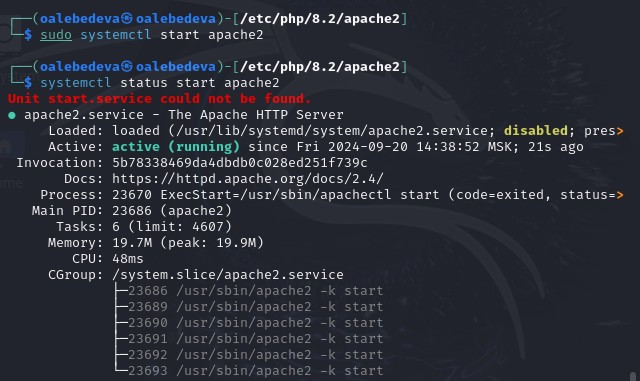 ┌──(oalebedeva㉿oalebedeva)-[/etc/php/8.2/apache2]
└─$ sudo systemctl start apache2
┌──(oalebedeva㉿oalebedeva)-[/etc/php/8.2/apache2]
└─$ systemctl status start apache2
Unit start.service could not be found.
● apache2.service - The Apache HTTP Server
Loaded: loaded (/usr/lib/systemd/system/apache2.service; disabled; pres>
Active: active (running) since Fri 2024-09-20 14:38:52 MSK; 21s ago
Invocation: 5b78338469da4dbdb0c028ed251f739c
Docs: https://httpd.apache.org/docs/2.4/
Process: 23670 ExecStart=/usr/sbin/apachectl start (code=exited, status=>
Main PID: 23686 (apache2)
Tasks: 6 (limit: 4607)
Memory: 19.7M (peak: 19.9M)
CPU: 48ms
CGroup: /system.slice/apache2.service
├─23686 /usr/sbin/apache2 -k start
├─23689 /usr/sbin/apache2 -k start
├─23690 /usr/sbin/apache2 -k start
├─23691 /usr/sbin/apache2 -k start
├─23692 /usr/sbin/apache2 -k start
└─23693 /usr/sbin/apache2 -k start